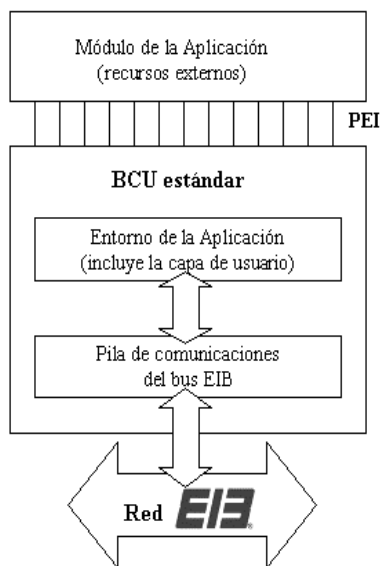 Módulo de la Aplicación
(recursos externos)
PEI
BCU estándar
Entorno de la Aplicación
(incluye la capa de usuario)
Pila de comunicaciones
del bus EIB
Red EIB